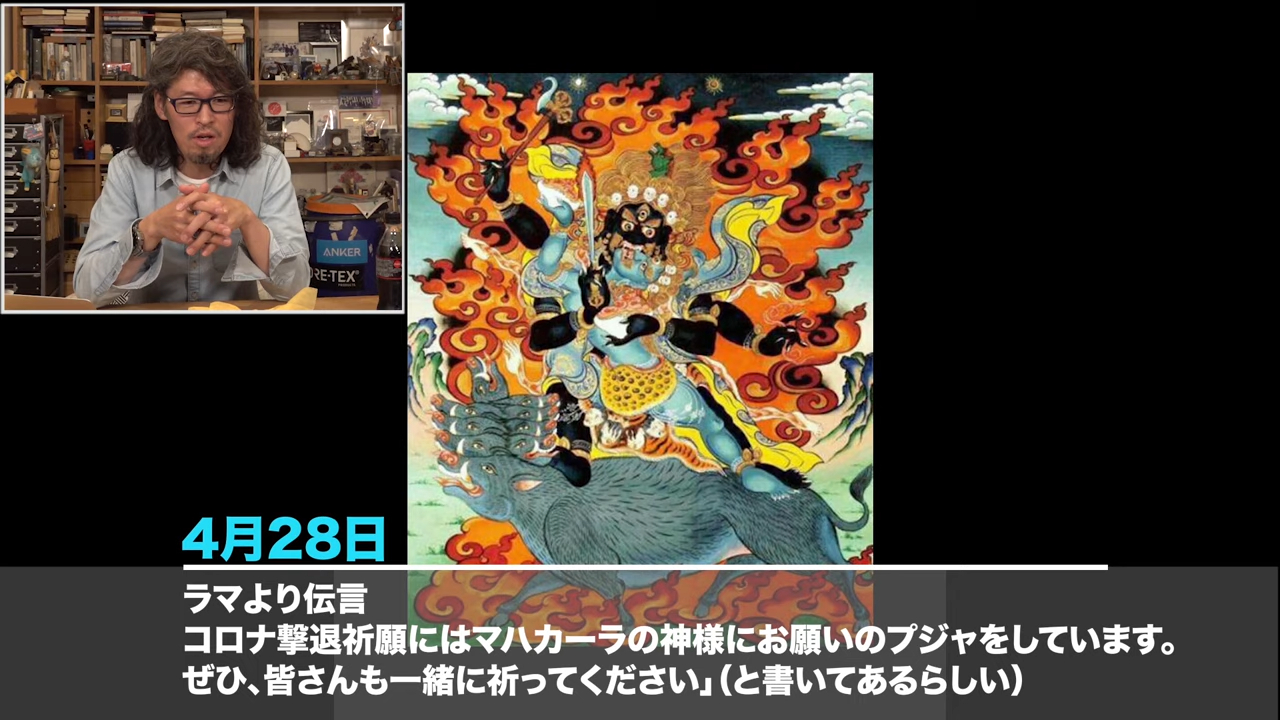 ANKER
GORE-TEX
4月28日
ラマより伝言
コロナ撃退祈願にはマハカーラの神様にお願いのプジャをしています。
ぜひ、皆さんも一緒に祈ってください」（と書いてあるらしい）